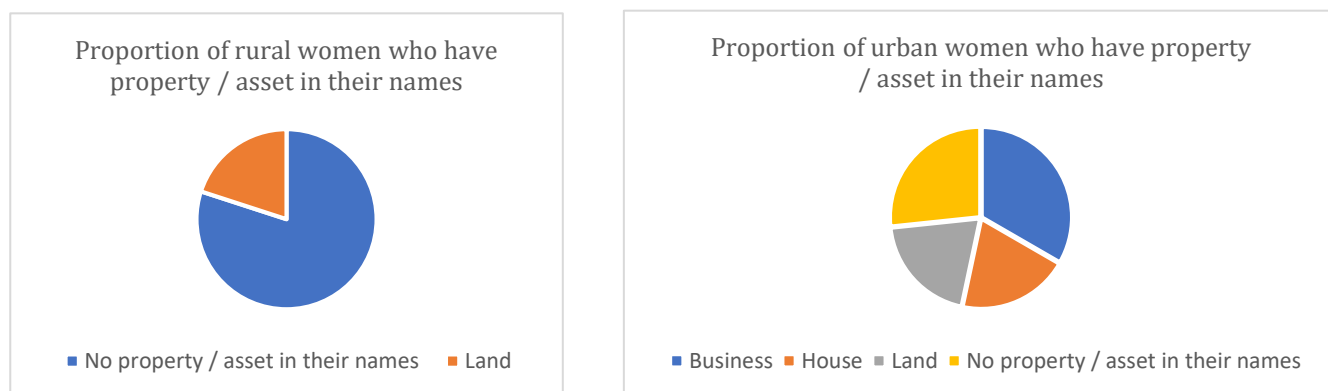 Proportion of rural women who have
property / asset in their names
No property / asset in their names Land
Proportion of urban women who have property
/ asset in their names
Business House Land No property / asset in their names